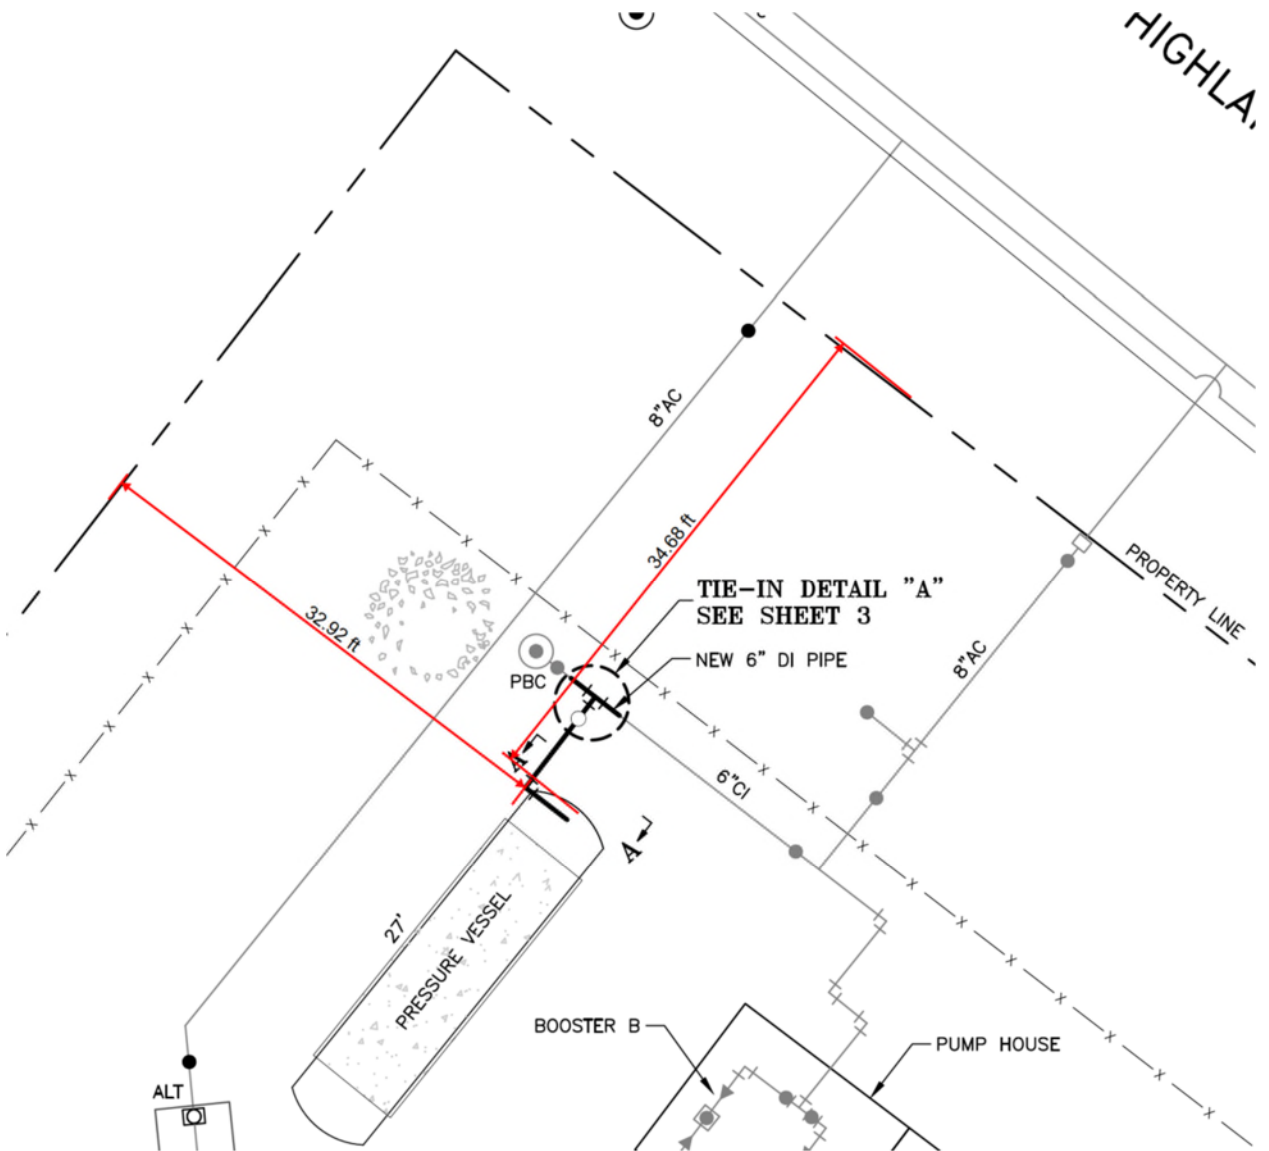 8"AC
34.68 ft
32.92 ft
TIE-IN DETAIL "A"
SEE SHEET 3
PROPERTY LINE
NEW 6" DI PIPE
PBC
8"AC
A
6"CI
A
27'
PRESSURE VESSEL
BOOSTER B
PUMP HOUSE
ALT